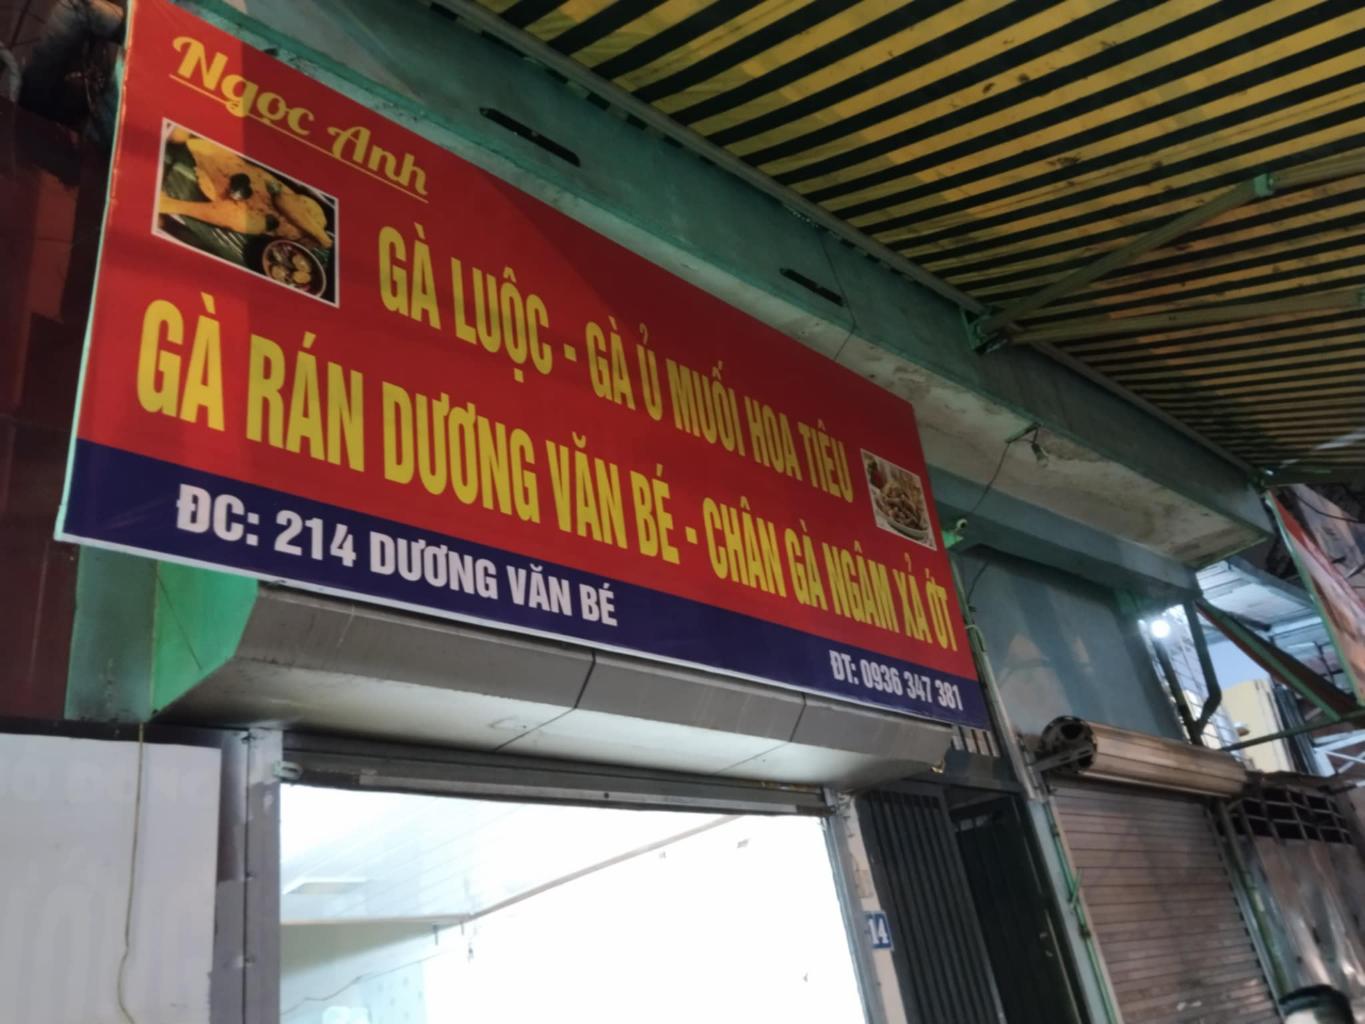 Ngọc Anh
GÀ LUỘC - GÀ Ủ MUỐI HOA TIÊU
GÀ RÁN DƯƠNG VĂN BÉ - CHÂN GÀ NGÂM XẢ ỚT
ĐC: 214 DƯƠNG VĂN BÉ
ĐT: 0936 347 381
14